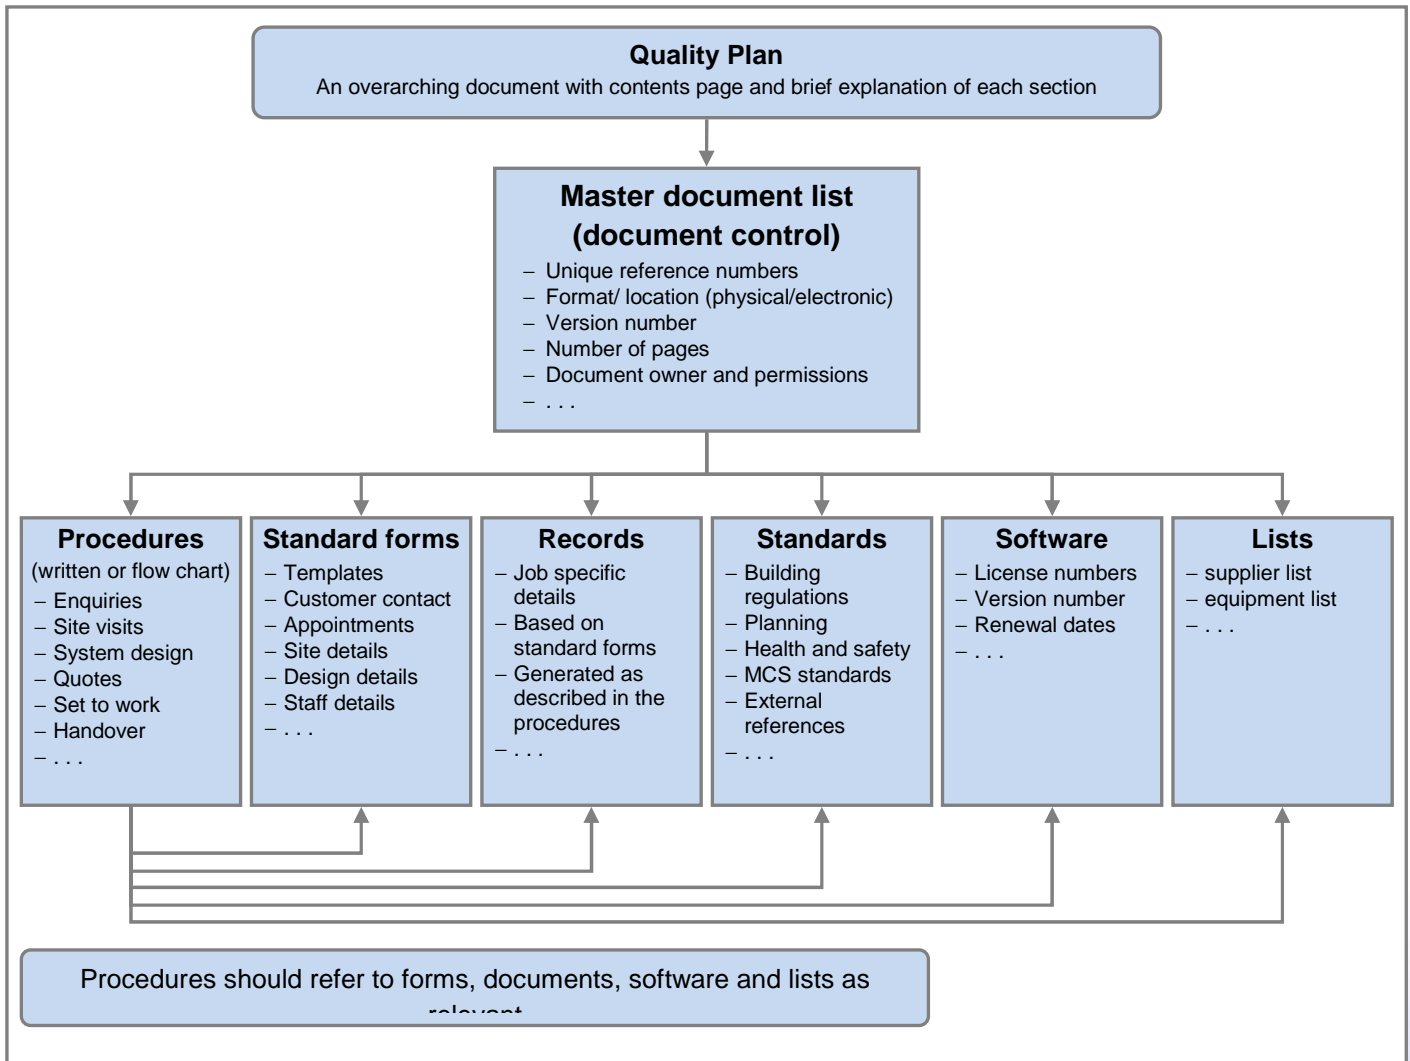 Quality Plan
An overarching document with contents page and brief explanation of each section
Master document list
(document control)
– Unique reference numbers
– Format/ location (physical/electronic)
– Version number
– Number of pages
– Document owner and permissions
– . . .
Procedures
(written or flow chart)
– Enquiries
– Site visits
– System design
– Quotes
– Set to work
– Handover
– . . .
Standard forms
– Templates
– Customer contact
– Appointments
– Site details
– Design details
– Staff details
– . . .
Records
– Job specific
details
– Based on
standard forms
– Generated as
described in the
procedures
– . . .
Standards
– Building
regulations
– Planning
– Health and safety
– MCS standards
– External
references
– . . .
Software
– License numbers
– Version number
– Renewal dates
– . . .
Lists
– supplier list
– equipment list
– . . .
Procedures should refer to forms, documents, software and lists as
relevant